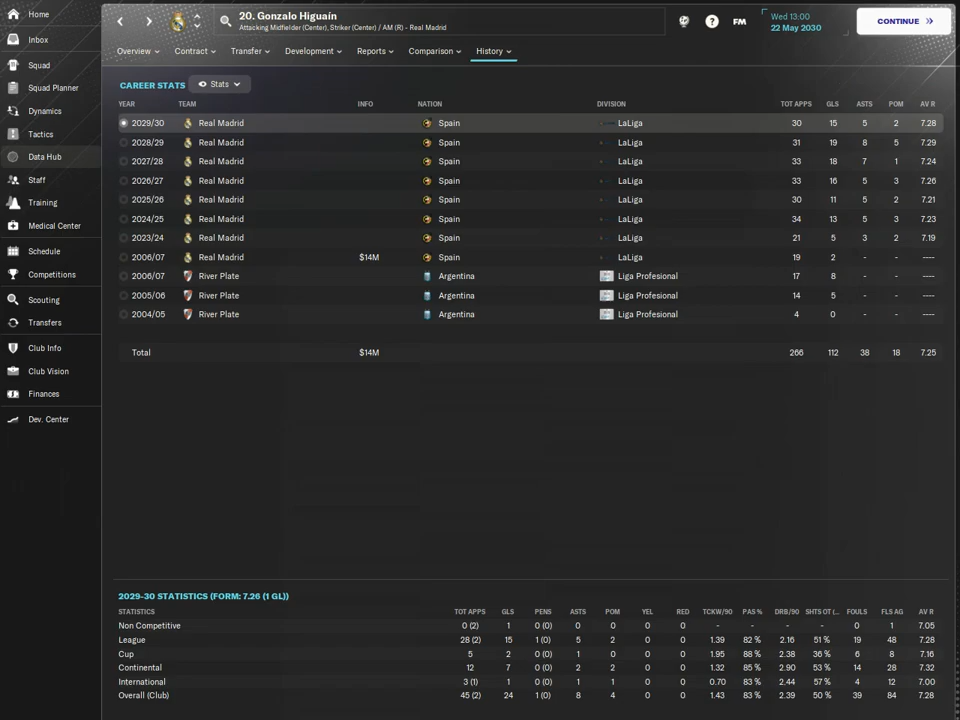 Home
Inbox
Squad
Squad Planner
Dynamics
Tactics
Data Hub
Staff
Training
Medical Center
Schedule
Competitions
Scouting
Transfers
Club Info
Club Vision
Finances
Dev. Center
20. Gonzalo Higuaín
Attacking Midfielder (Center), Striker (Center) / AM (R) - Real Madrid
? FM
Wed 13:00
22 May 2030
CONTINUE
Overview Contract Transfer Development Reports Comparison History
CAREER STATS Stats
YEAR TEAM INFO NATION DIVISION TOT APPS GLS ASTS POM AV R
2029/30 Real Madrid Spain LaLiga 30 15 5 2 7.28
2028/29 Real Madrid Spain LaLiga 31 19 8 5 7.29
2027/28 Real Madrid Spain LaLiga 33 18 7 1 7.24
2026/27 Real Madrid Spain LaLiga 33 16 5 3 7.26
2025/26 Real Madrid Spain LaLiga 30 11 5 2 7.21
2024/25 Real Madrid Spain LaLiga 34 13 5 3 7.23
2023/24 Real Madrid Spain LaLiga 21 5 3 2 7.19
2006/07 Real Madrid $14M Spain LaLiga 19 2 - - ----
2006/07 River Plate Argentina Liga Profesional 17 8 - - ----
2005/06 River Plate Argentina Liga Profesional 14 5 - - ----
2004/05 River Plate Argentina Liga Profesional 4 0 - - ----
Total $14M 266 112 38 18 7.25
2029-30 STATISTICS (FORM: 7.26 (1 GL))
STATISTICS TOT APPS GLS PENS ASTS POM YEL RED TCKW/90 PAS % DRB/90 SHTS OT (... FOULS FLS AG AV R
Non Competitive 0 (2) 1 0 (0) 0 0 0 0 - - - - 0 1 7.05
League 28 (2) 15 1 (0) 5 2 0 0 1.39 82 % 2.16 51 % 19 48 7.28
Cup 5 2 0 (0) 1 0 0 0 1.95 88 % 2.38 36 % 6 8 7.16
Continental 12 7 0 (0) 2 2 0 0 1.32 85 % 2.90 53 % 14 28 7.32
International 3 (1) 1 0 (0) 1 1 0 0 0.70 83 % 2.44 57 % 4 12 7.00
Overall (Club) 45 (2) 24 1 (0) 8 4 0 0 1.43 83 % 2.39 50 % 39 84 7.28